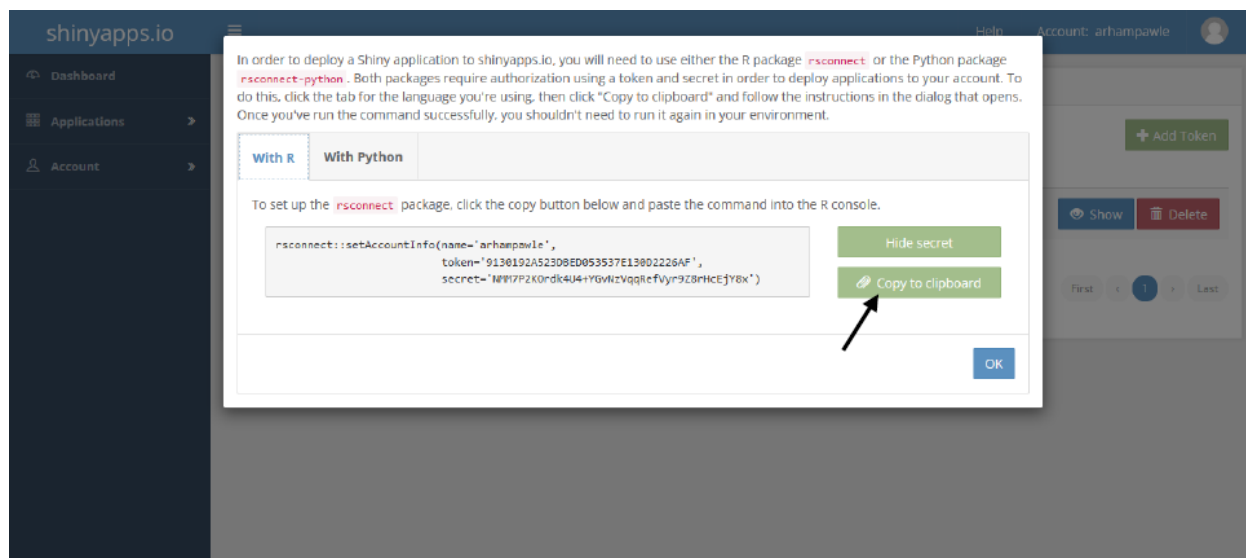 shinyapps.io
Help
Account: arhampawle
Dashboard
Applications
Account
In order to deploy a Shiny application to shinyapps.io, you will need to use either the R package rsconnect or the Python package
rsconnect-python . Both packages require authorization using a token and secret in order to deploy applications to your account. To
do this, click the tab for the language you're using, then click "Copy to clipboard" and follow the instructions in the dialog that opens.
Once you've run the command successfully, you shouldn't need to run it again in your environment.
Add Token
With R
With Python
To set up the rsconnect package, click the copy button below and paste the command into the R console.
rsconnect::setAccountInfo(name='arhampawle',
token=
secret=
Hide secret
Copy to clipboard
Show
Delete
First
1
Last
OK